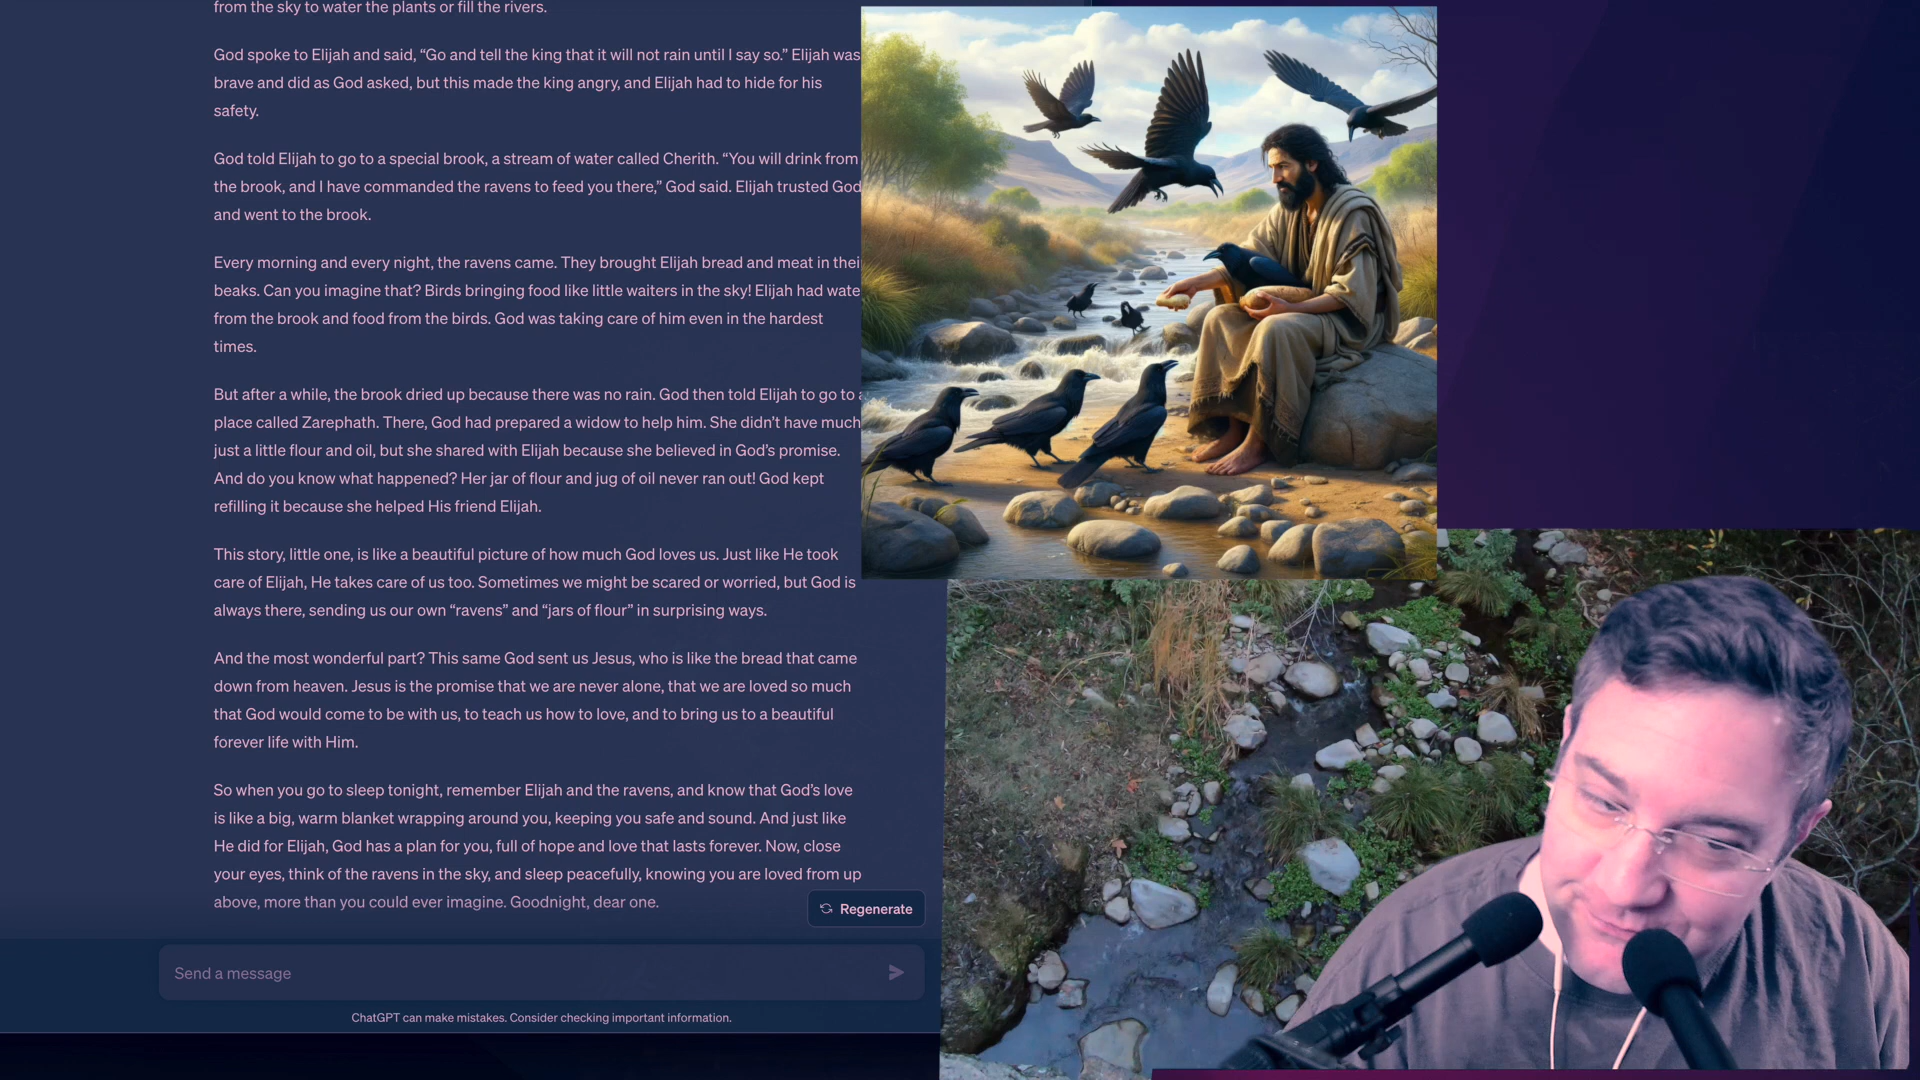 from the sky to water the plants or fill the rivers.
God spoke to Elijah and said, “Go and tell the king that it will not rain until I say so.” Elijah was
brave and did as God asked, but this made the king angry, and Elijah had to hide for his
safety.
God told Elijah to go to a special brook, a stream of water called Cherith. “You will drink from
the brook, and I have commanded the ravens to feed you there,” God said. Elijah trusted God
and went to the brook.
Every morning and every night, the ravens came. They brought Elijah bread and meat in thei
beaks. Can you imagine that? Birds bringing food like little waiters in the sky! Elijah had wate
from the brook and food from the birds. God was taking care of him even in the hardest
times.
But after a while, the brook dried up because there was no rain. God then told Elijah to go to a
place called Zarephath. There, God had prepared a widow to help him. She didn’t have much
just a little flour and oil, but she shared with Elijah because she believed in God’s promise.
And do you know what happened? Her jar of flour and jug of oil never ran out! God kept
refilling it because she helped His friend Elijah.
This story, little one, is like a beautiful picture of how much God loves us. Just like He took
care of Elijah, He takes care of us too. Sometimes we might be scared or worried, but God is
always there, sending us our own “ravens” and “jars of flour” in surprising ways.
And the most wonderful part? This same God sent us Jesus, who is like the bread that came
down from heaven. Jesus is the promise that we are never alone, that we are loved so much
that God would come to be with us, to teach us how to love, and to bring us to a beautiful
forever life with Him.
So when you go to sleep tonight, remember Elijah and the ravens, and know that God’s love
is like a big, warm blanket wrapping around you, keeping you safe and sound. And just like
He did for Elijah, God has a plan for you, full of hope and love that lasts forever. Now, close
your eyes, think of the ravens in the sky, and sleep peacefully, knowing you are loved from up
above, more than you could ever imagine. Goodnight, dear one.
Regenerate
Send a message
ChatGPT can make mistakes. Consider checking important information.